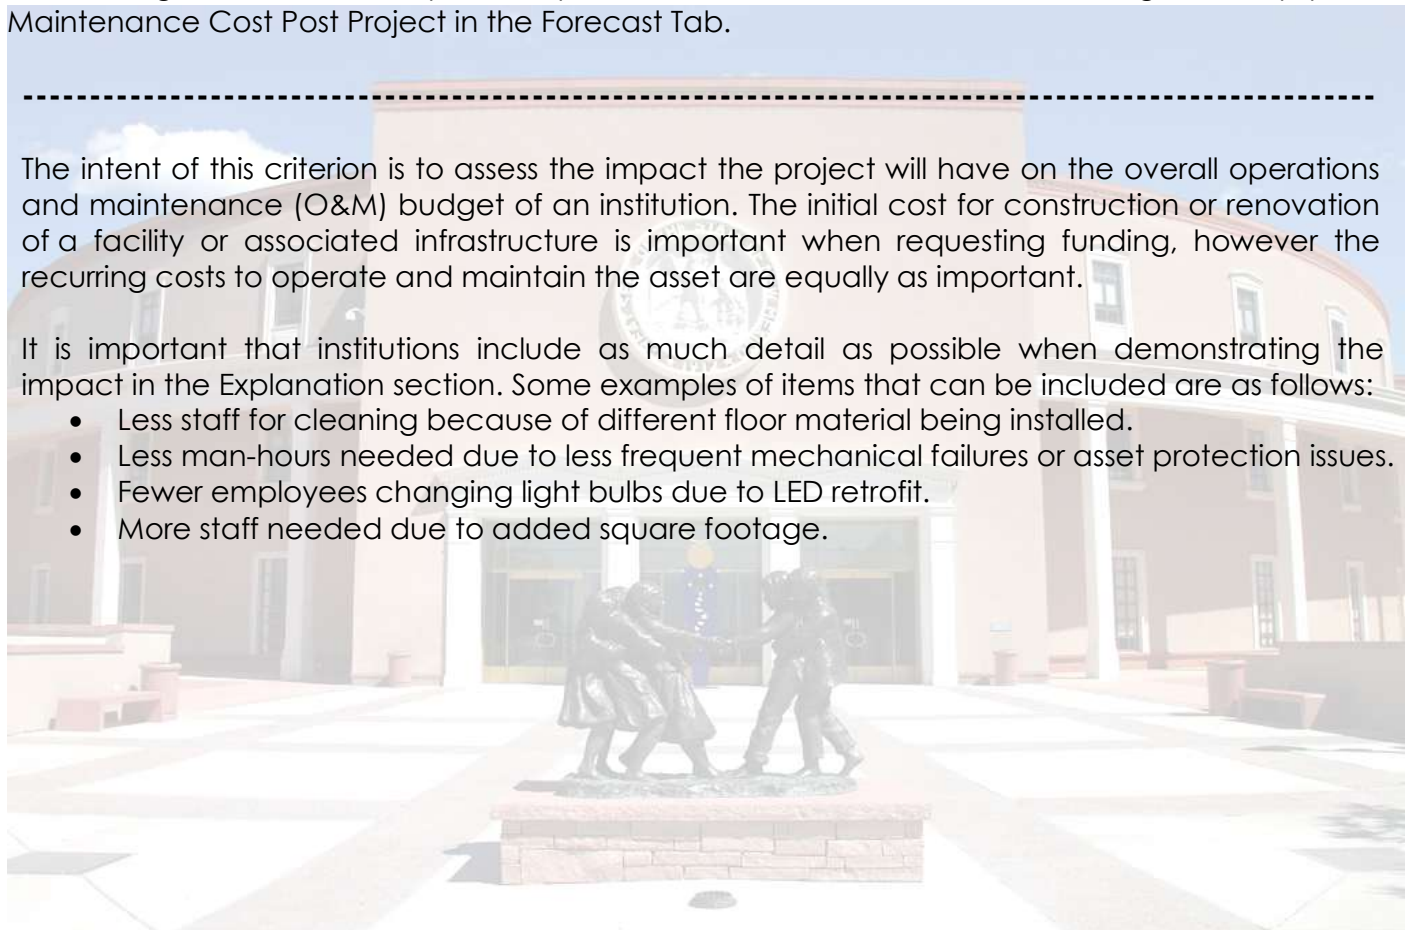 Maintenance Cost Post Project in the Forecast Tab.
The intent of this criterion is to assess the impact the project will have on the overall operations
and maintenance (O&M) budget of an institution. The initial cost for construction or renovation
of a facility or associated infrastructure is important when requesting funding, however the
recurring costs to operate and maintain the asset are equally as important.
It is important that institutions include as much detail as possible when demonstrating the
impact in the Explanation section. Some examples of items that can be included are as follows:
• Less staff for cleaning because of different floor material being installed.
• Less man-hours needed due to less frequent mechanical failures or asset protection issues.
• Fewer employees changing light bulbs due to LED retrofit.
• More staff needed due to added square footage.